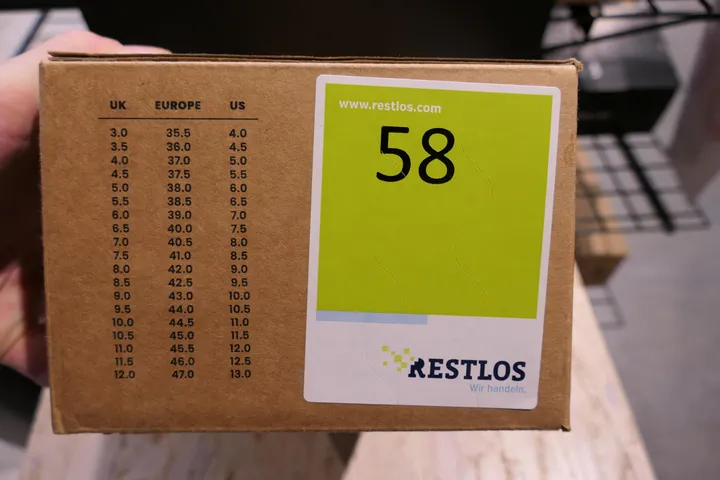 UK EUROPE US
3.0 35.5 4.0
3.5 36.0 4.5
4.0 37.0 5.0
4.5 37.5 5.5
5.0 38.0 6.0
5.5 38.5 6.5
6.0 39.0 7.0
6.5 40.0 7.5
7.0 40.5 8.0
7.5 41.0 8.5
8.0 42.0 9.0
8.5 42.5 9.5
9.0 43.0 10.0
9.5 44.0 10.5
10.0 44.5 11.0
10.5 45.0 11.5
11.0 45.5 12.0
11.5 46.0 12.5
12.0 47.0 13.0
www.restlos.com
58
RESTLOS
Wir handeln.